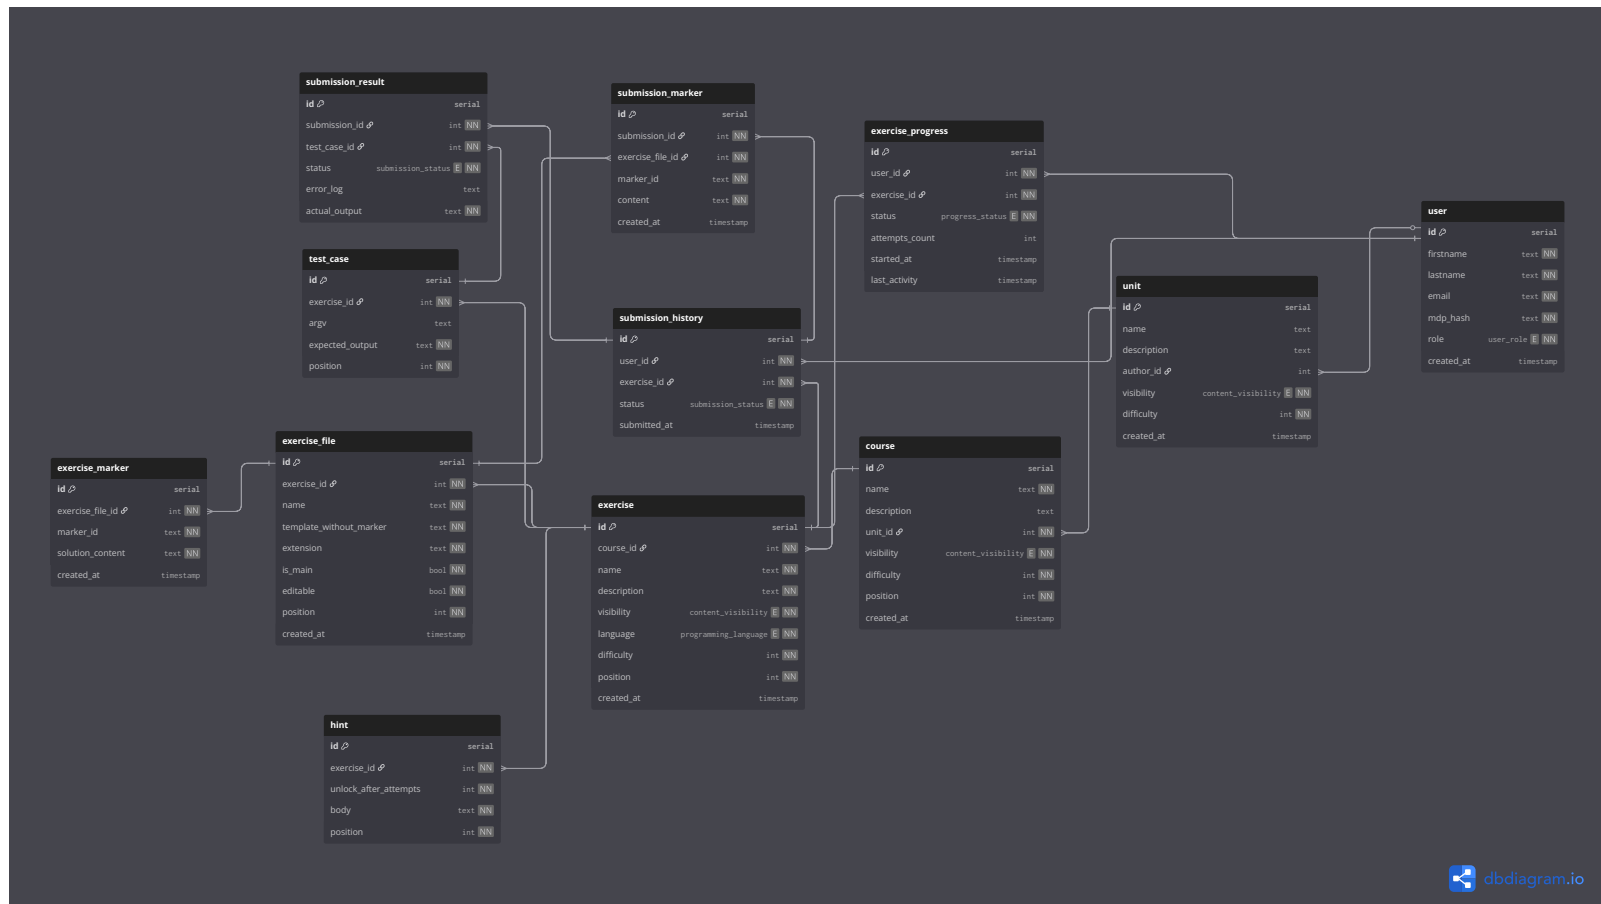 submission_result
id serial
submission_id int NN
test_case_id int NN
status submission_status E NN
error_log text
actual_output text NN
submission_marker
id serial
submission_id int NN
exercise_file_id int NN
marker_id text NN
content text NN
created_at timestamp
exercise_progress
id serial
user_id int NN
exercise_id int NN
status progress_status E NN
attempts_count int
started_at timestamp
last_activity timestamp
user
id serial
firstname text NN
lastname text NN
email text NN
mdp_hash text NN
role user_role E NN
created_at timestamp
test_case
id serial
exercise_id int NN
argv text
expected_output text NN
position int NN
submission_history
id serial
user_id int NN
exercise_id int NN
status submission_status E NN
submitted_at timestamp
unit
id serial
name text
description text
author_id int
visibility content_visibility E NN
difficulty int NN
created_at timestamp
exercise_marker
id serial
exercise_file_id int NN
marker_id text NN
solution_content text NN
created_at timestamp
exercise_file
id serial
exercise_id int NN
name text NN
template_without_marker text NN
extension text NN
is_main bool NN
editable bool NN
position int NN
created_at timestamp
exercise
id serial
course_id int NN
name text NN
description text NN
visibility content_visibility E NN
language programming_language E NN
difficulty int NN
position int NN
created_at timestamp
course
id serial
name text NN
description text
unit_id int NN
visibility content_visibility E NN
difficulty int NN
position int NN
created_at timestamp
hint
id serial
exercise_id int NN
unlock_after_attempts int NN
body text NN
position int NN
dbdiagram.io